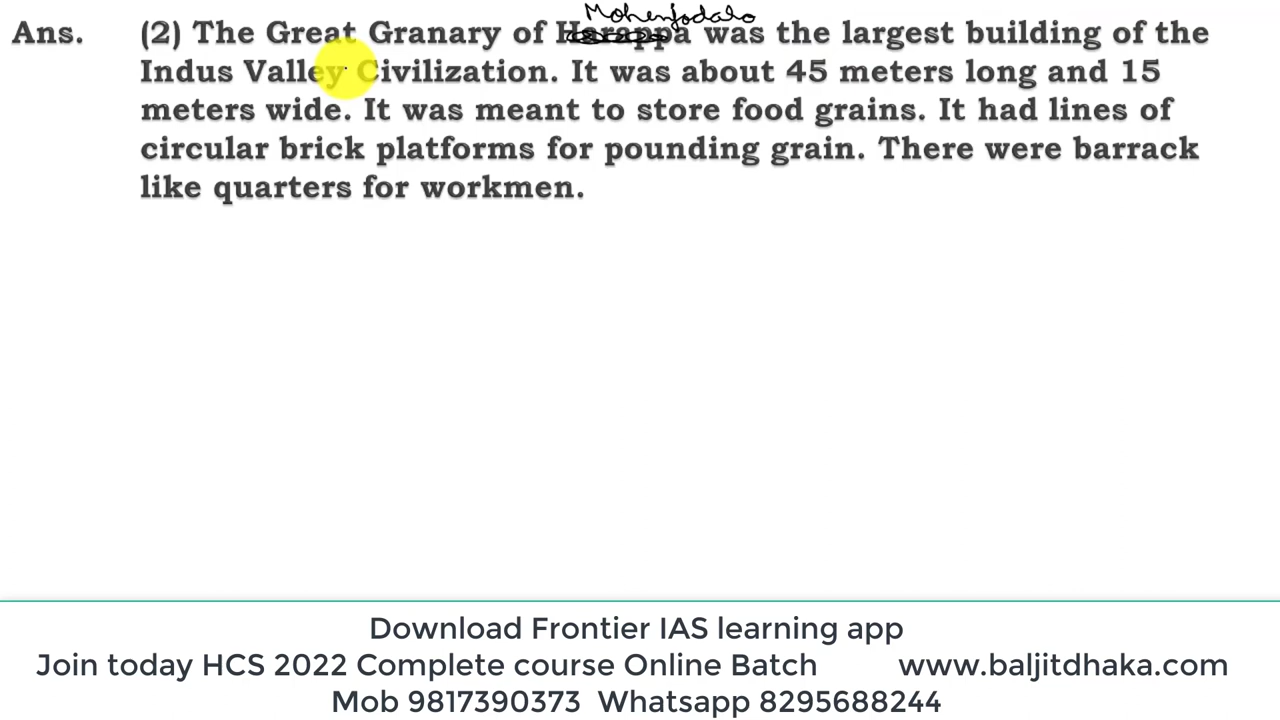 Mohenjodaro
Ans. (2) The Great Granary of Harappa was the largest building of the
Indus Valley Civilization. It was about 45 meters long and 15
meters wide. It was meant to store food grains. It had lines of
circular brick platforms for pounding grain. There were barrack
like quarters for workmen.
Download Frontier IAS learning app
Join today HCS 2022 Complete course Online Batch www.baljitdhaka.com
Mob 9817390373 Whatsapp 8295688244